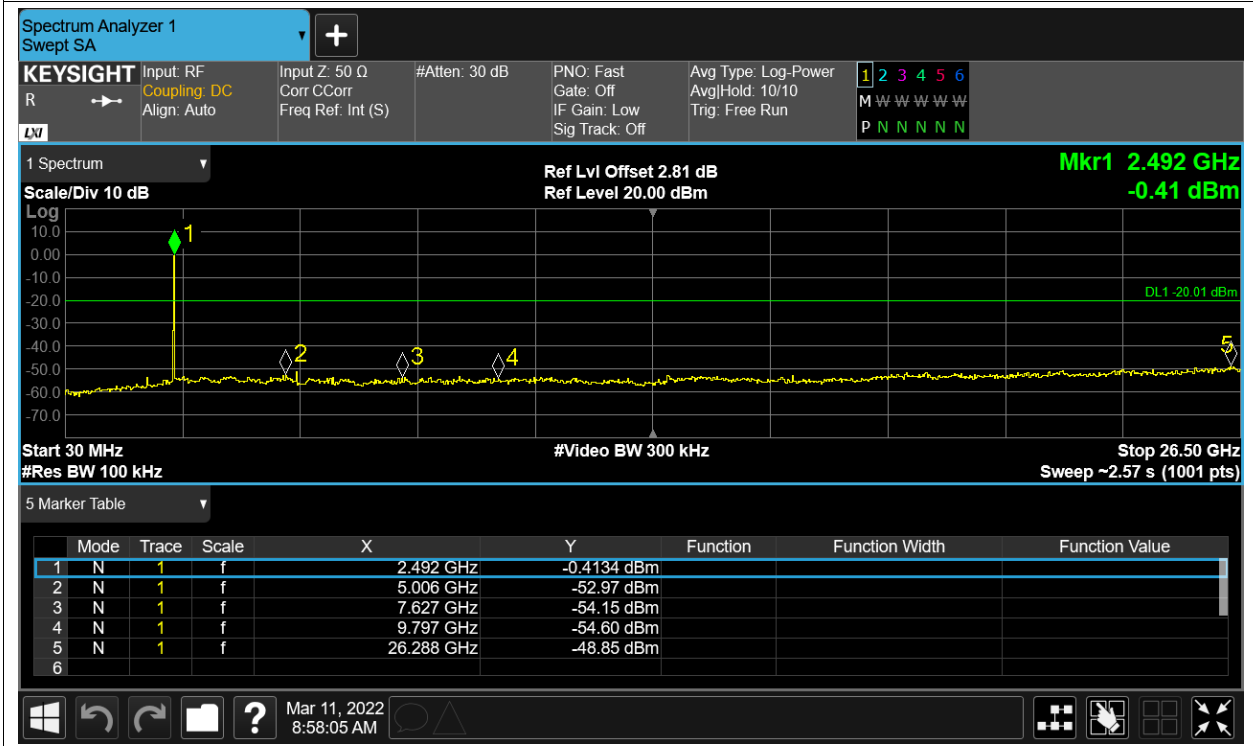 Spectrum Analyzer 1
Swept SA
+
KEYSIGHT
R
LXI
Input: RF
Coupling: DC
Align: Auto
Input Z: 50 Ω
Corr CCorr
Freq Ref: Int (S)
#Atten: 30 dB
PNO: Fast
Gate: Off
IF Gain: Low
Sig Track: Off
Avg Type: Log-Power
Avg|Hold: 10/10
Trig: Free Run
1 2 3 4 5 6
M W W W W W
P N N N N N
1 Spectrum
Scale/Div 10 dB
Ref Lvl Offset 2.81 dB
Ref Level 20.00 dBm
Mkr1 2.492 GHz
-0.41 dBm
Log
10.0
0.00
-10.0
-20.0
-30.0
-40.0
-50.0
-60.0
-70.0
1
2
3
4
5
DL1 -20.01 dBm
Start 30 MHz
#Res BW 100 kHz
#Video BW 300 kHz
Stop 26.50 GHz
Sweep ~2.57 s (1001 pts)
5 Marker Table
Mode Trace Scale X Y Function Function Width Function Value
1 N 1 f 2.492 GHz -0.4134 dBm
2 N 1 f 5.006 GHz -52.97 dBm
3 N 1 f 7.627 GHz -54.15 dBm
4 N 1 f 9.797 GHz -54.60 dBm
5 N 1 f 26.288 GHz -48.85 dBm
6
?
Mar 11, 2022
8:58:05 AM